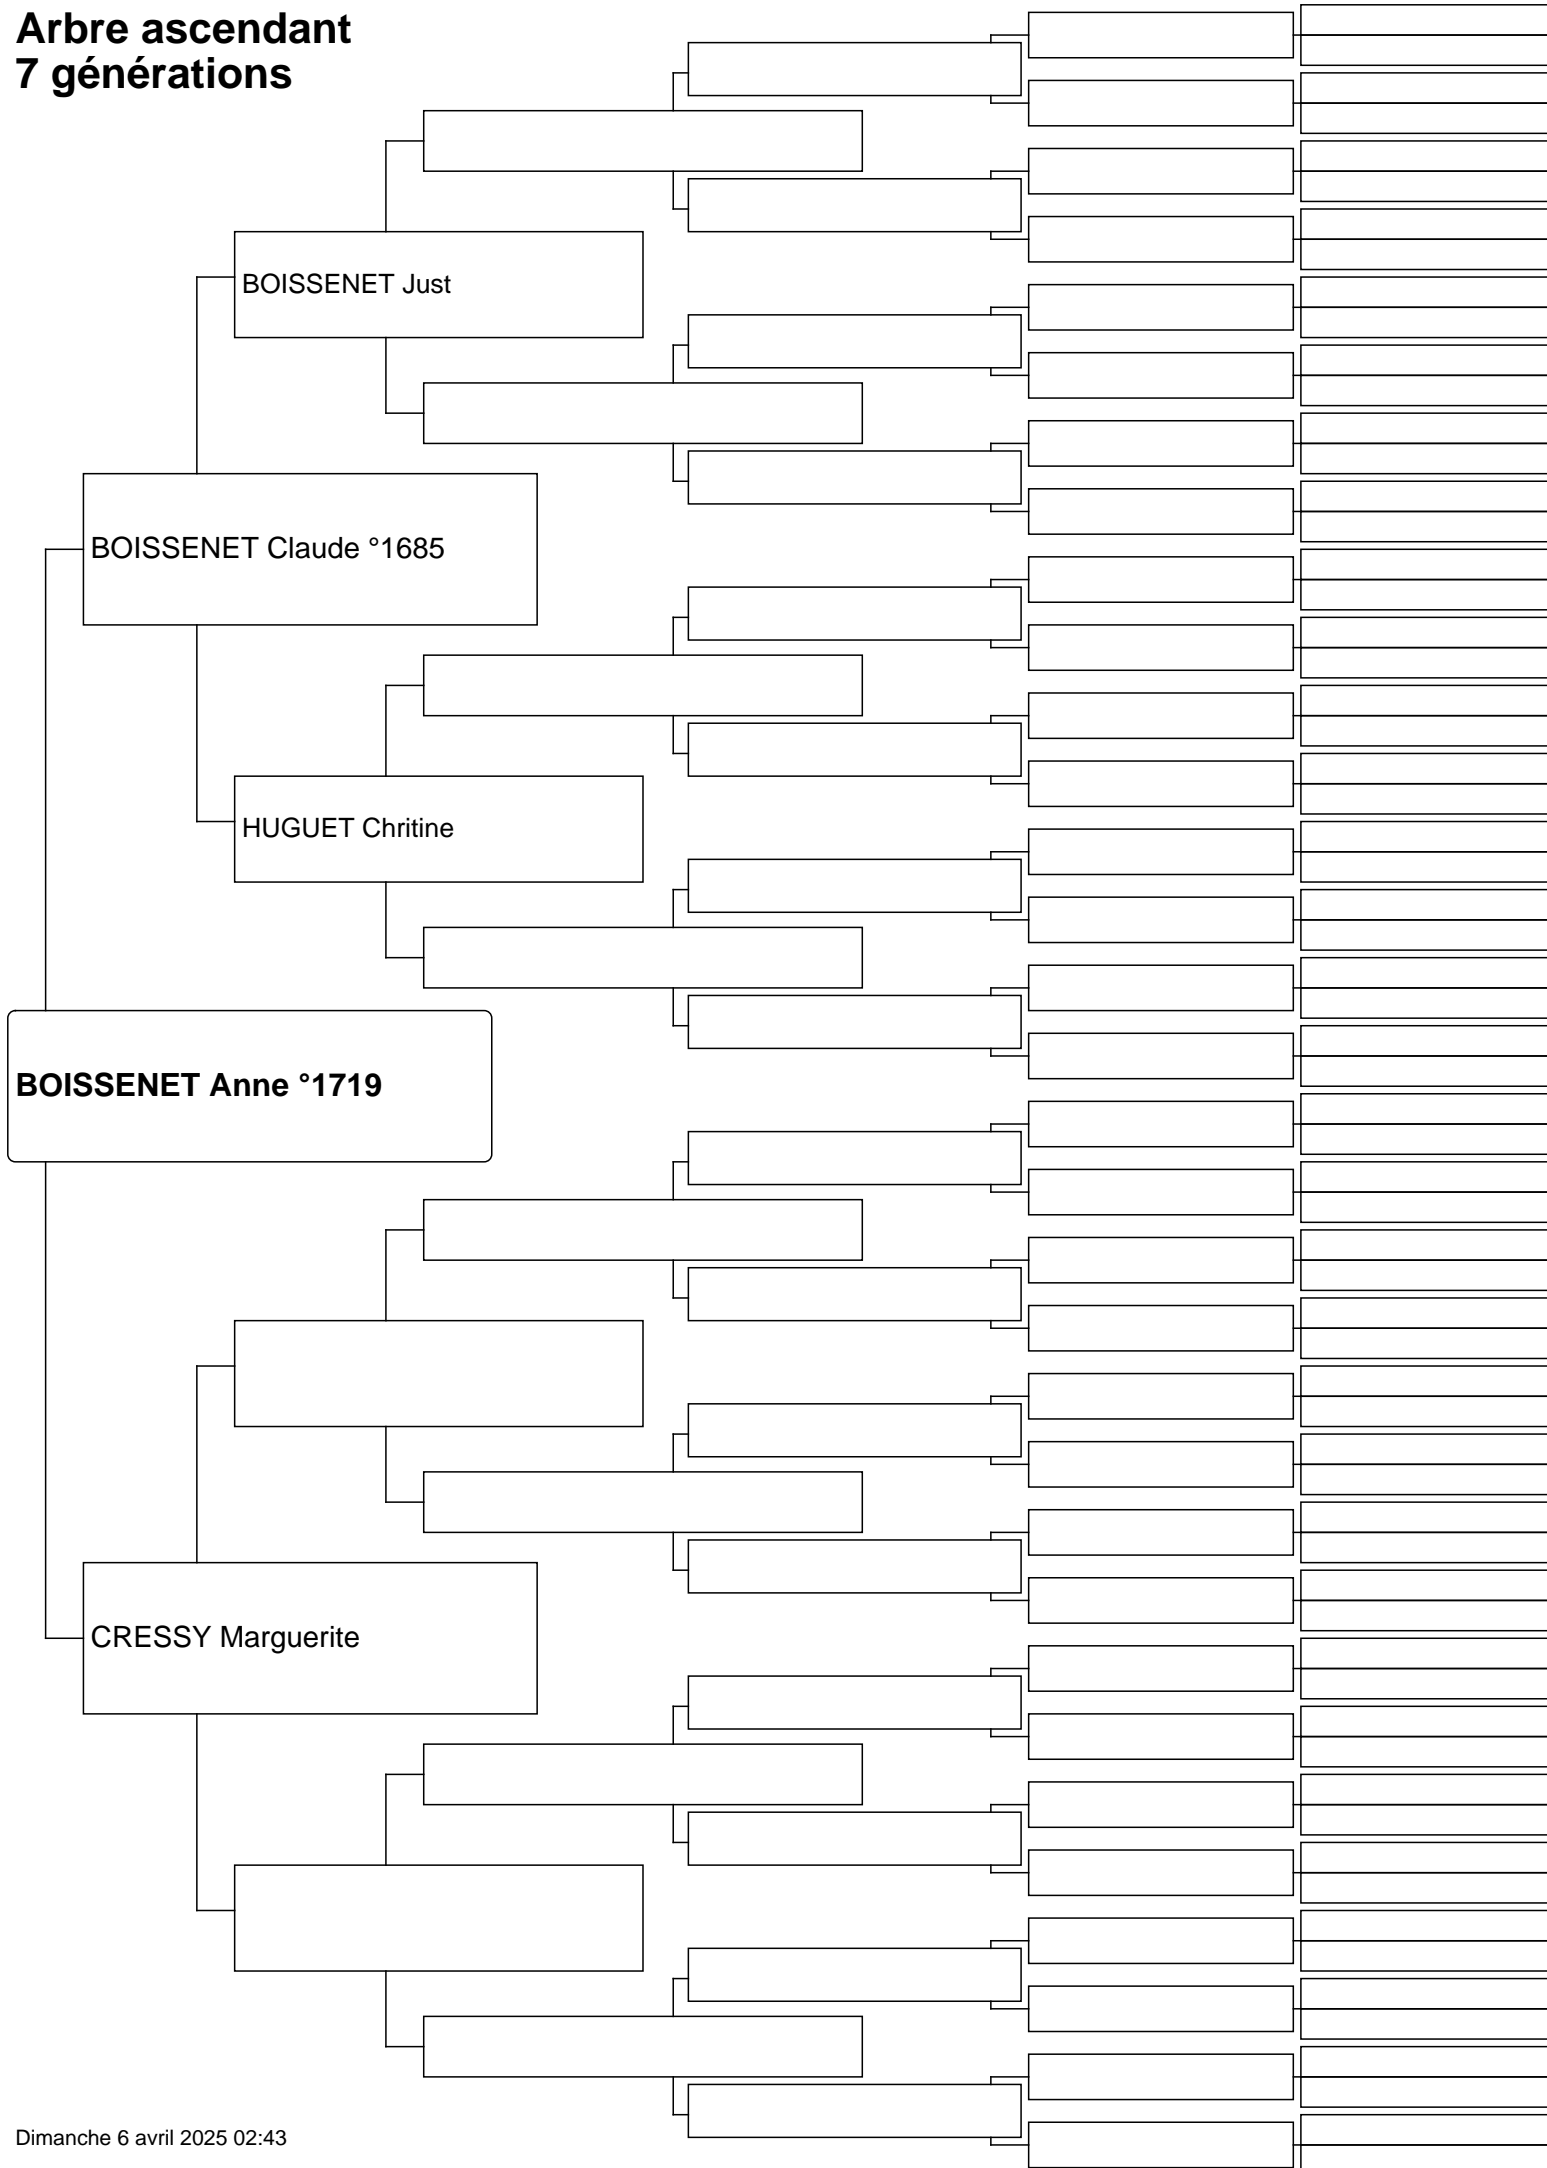 Arbre ascendant
7 générations
BOISSENET Just
BOISSENET Claude °1685
HUGUET Chritine
BOISSENET Anne °1719
CRESSY Marguerite
Dimanche 6 avril 2025 02:43